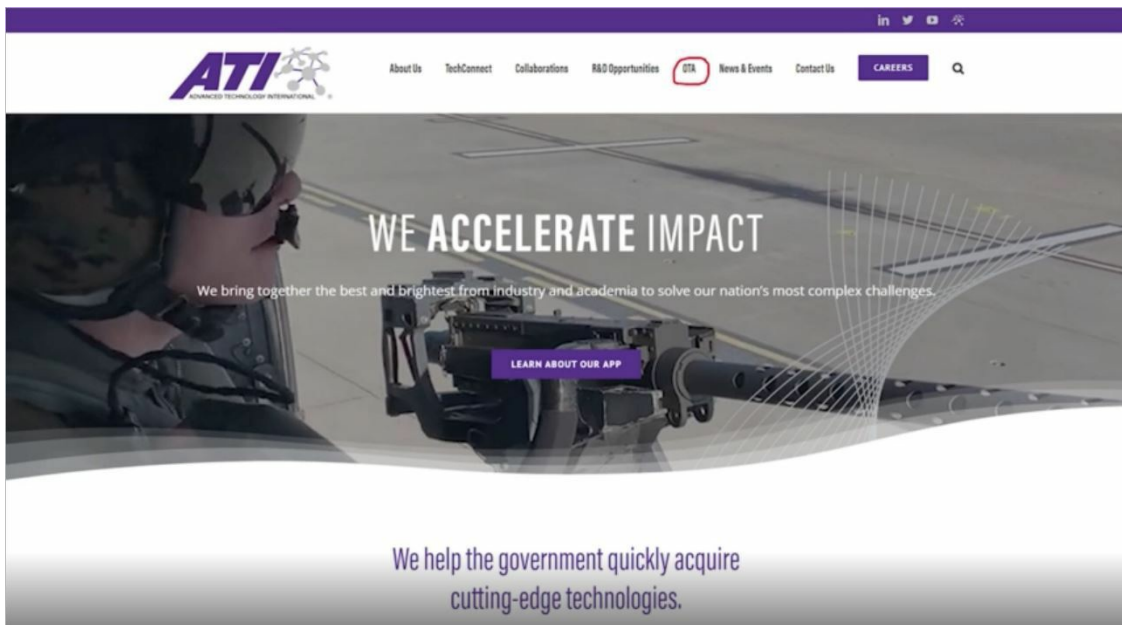 in
ATI
ADVANCED TECHNOLOGY INTERNATIONAL
About Us TechConnect Collaborations R&D Opportunities OTA News & Events Contact Us CAREERS
WE ACCELERATE IMPACT
We bring together the best and brightest from industry and academia to solve our nation's most complex challenges.
LEARN ABOUT OUR APP
We help the government quickly acquire
cutting-edge technologies.